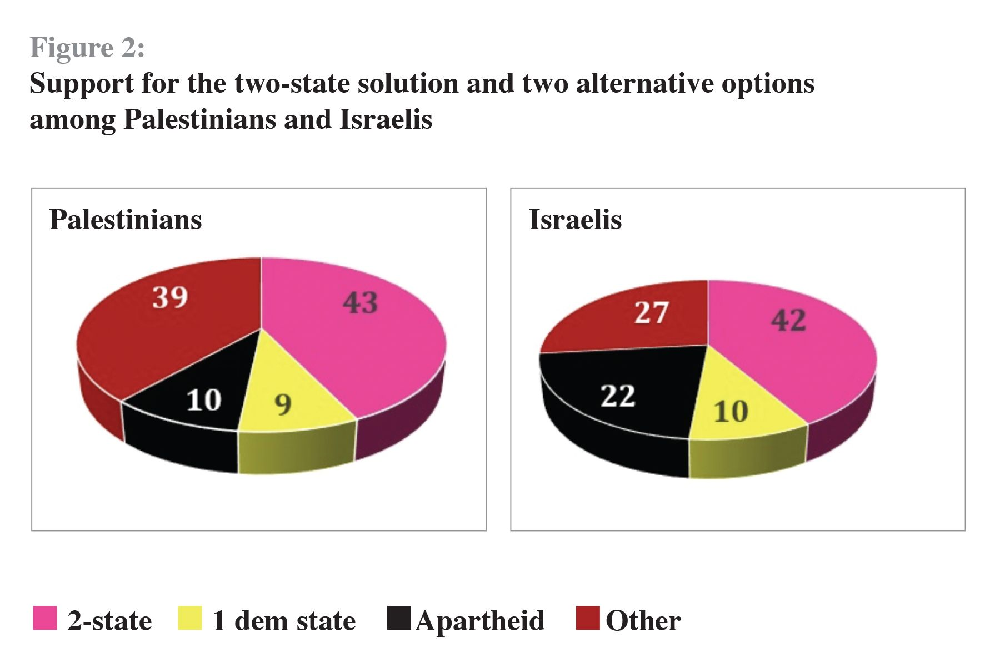 Figure 2:
Support for the two-state solution and two alternative options
among Palestinians and Israelis
Palestinians
39
43
10
9
Israelis
27
42
22
10
2-state
1 dem state
Apartheid
Other